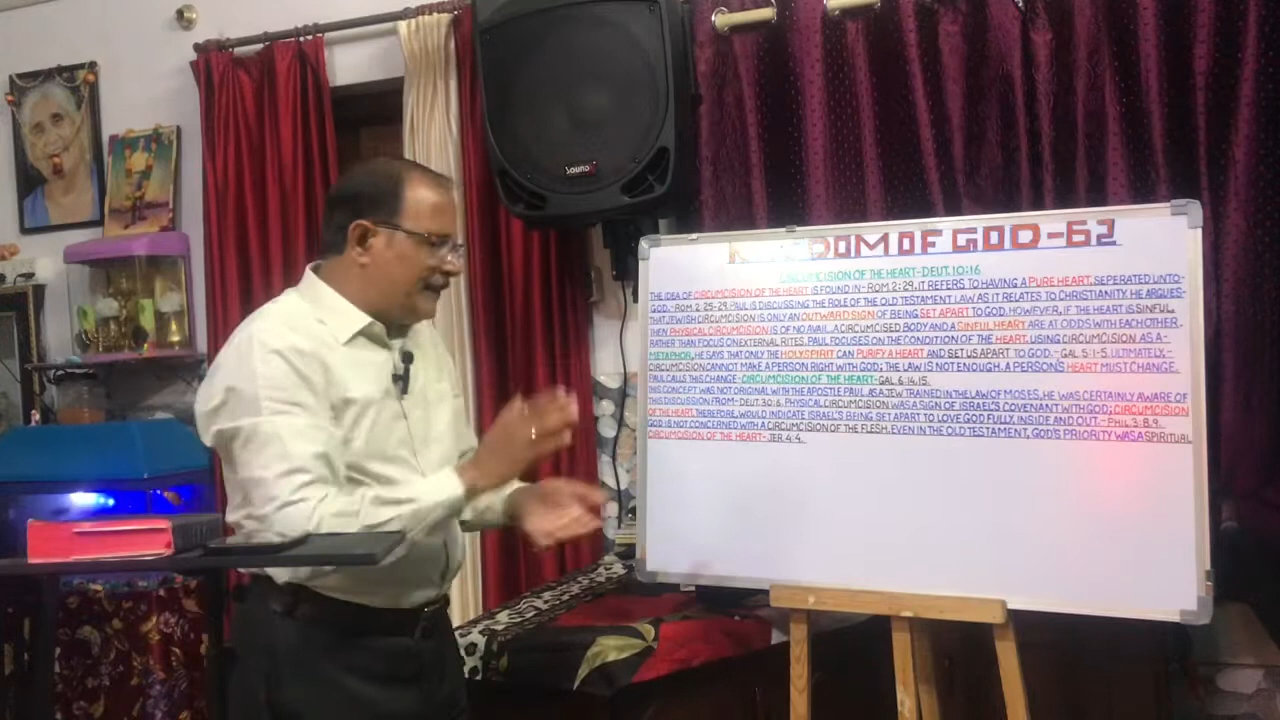 Sound
DOM OF GOD-62
CIRCUMCISION OF THE HEART-DEUT.10:16
THE IDEA OF CIRCUMCISION OF THE HEART IS FOUND IN-ROM.2:29. IT REFERS TO HAVING A PURE HEART, SEPERATED UNTO-
GOD.-ROM.2:25-29. PAUL IS DISCUSSING THE ROLE OF THE OLD TESTAMENT LAW AS IT RELATES TO CHRISTIANITY. HE ARGUES-
THAT JEWISH CIRCUMCISION IS ONLY AN OUTWARD SIGN OF BEING SET APART TO GOD. HOWEVER, IF THE HEART IS SINFUL,
THEN PHYSICAL CIRCUMCISION IS OF NO AVAIL. A CIRCUMCISED BODY AND A SINFUL HEART ARE AT ODDS WITH EACH OTHER.
RATHER THAN FOCUS ON EXTERNAL RITES, PAUL FOCUSES ON THE CONDITION OF THE HEART. USING CIRCUMCISION AS A-
METAPHOR, HE SAYS THAT ONLY THE HOLY SPIRIT CAN PURIFY A HEART AND SET US APART TO GOD.-GAL.5:1-5. ULTIMATELY,-
CIRCUMCISION CANNOT MAKE A PERSON RIGHT WITH GOD; THE LAW IS NOT ENOUGH. A PERSON'S HEART MUST CHANGE.
PAUL CALLS THIS CHANGE-CIRCUMCISION OF THE HEART-GAL.6:14,15.
THIS CONCEPT WAS NOT ORIGINAL WITH THE APOSTLE PAUL. AS A JEW TRAINED IN THE LAW OF MOSES, HE WAS CERTAINLY AWARE OF
THIS DISCUSSION FROM-DEUT.30:6. PHYSICAL CIRCUMCISION WAS A SIGN OF ISRAEL'S COVENANT WITH GOD; CIRCUMCISION
OF THE HEART, THEREFORE, WOULD INDICATE ISRAEL'S BEING SET APART TO LOVE GOD FULLY, INSIDE AND OUT.-PHIL.3:8,9.
GOD IS NOT CONCERNED WITH A CIRCUMCISION OF THE FLESH. EVEN IN THE OLD TESTAMENT, GOD'S PRIORITY WAS A SPIRITUAL
CIRCUMCISION OF THE HEART-JER.4:4.